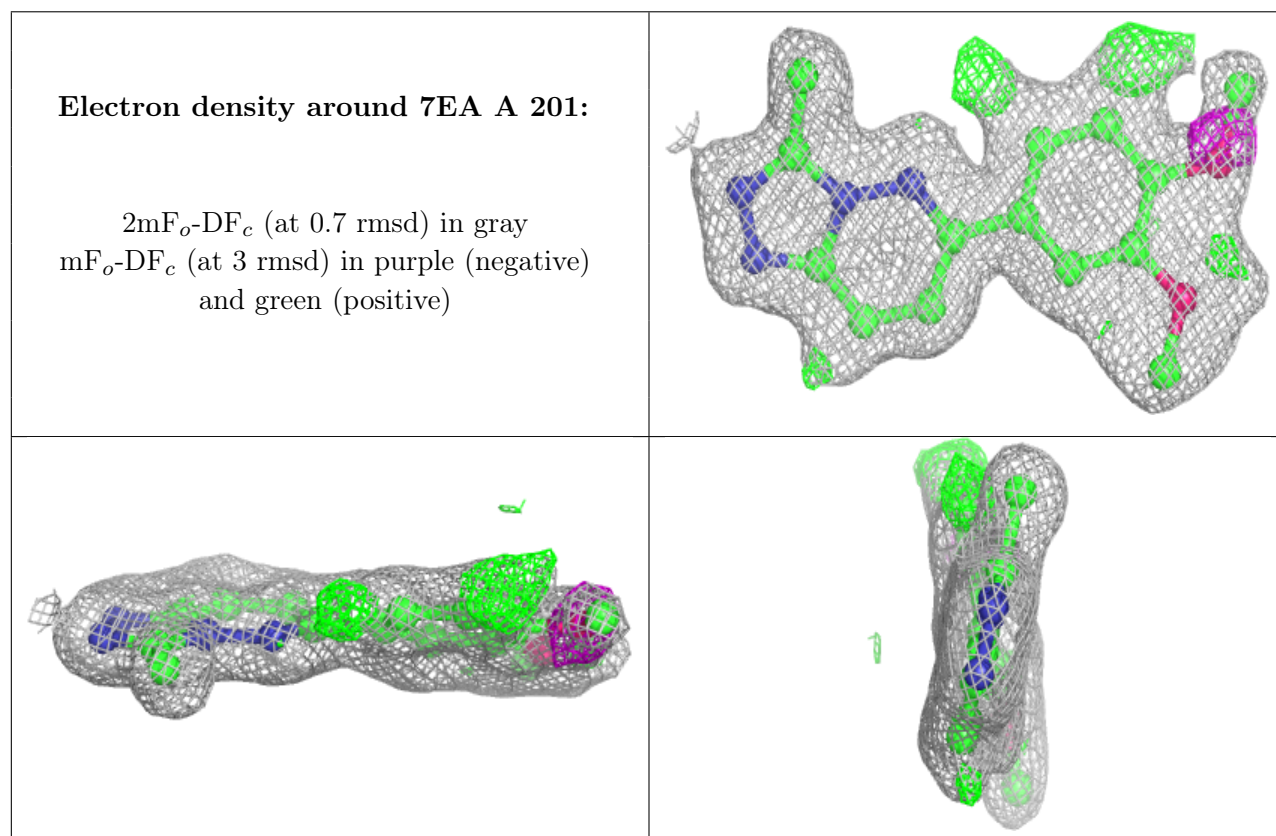 Electron density around 7EA A 201:
2mFo-DFc (at 0.7 rmsd) in gray
mFo-DFc (at 3 rmsd) in purple (negative)
and green (positive)